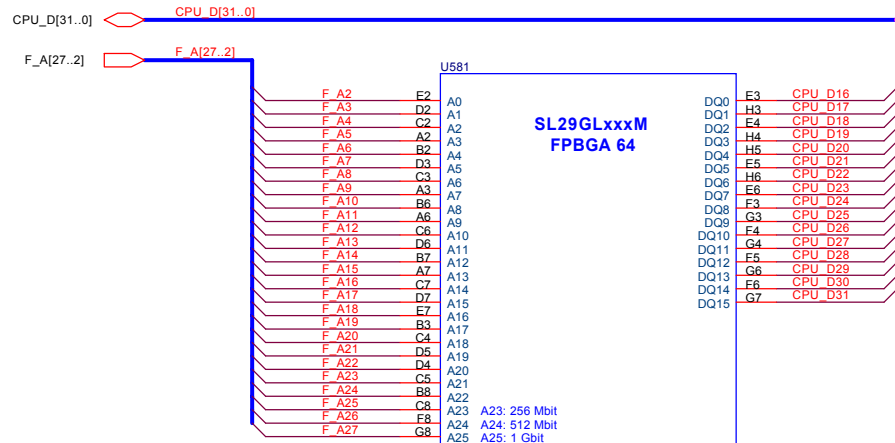 CPU_D[31..0] CPU_D[31..0]
F_A[27..2] F_A[27..2]
U581
SL29GLxxxM
FPBGA 64
F_A2 E2 A0 DQ0 E3 CPU_D16
F_A3 D2 A1 DQ1 H3 CPU_D17
F_A4 C2 A2 DQ2 E4 CPU_D18
F_A5 A2 A3 DQ3 H4 CPU_D19
F_A6 B2 A4 DQ4 H5 CPU_D20
F_A7 D3 A5 DQ5 E5 CPU_D21
F_A8 C3 A6 DQ6 H6 CPU_D22
F_A9 A3 A7 DQ7 E6 CPU_D23
F_A10 B6 A8 DQ8 F3 CPU_D24
F_A11 A6 A9 DQ9 G3 CPU_D25
F_A12 C6 A10 DQ10 F4 CPU_D26
F_A13 D6 A11 DQ11 G4 CPU_D27
F_A14 B7 A12 DQ12 F5 CPU_D28
F_A15 A7 A13 DQ13 G6 CPU_D29
F_A16 C7 A14 DQ14 F6 CPU_D30
F_A17 D7 A15 DQ15 G7 CPU_D31
F_A18 E7 A16
F_A19 B3 A17
F_A20 C4 A18
F_A21 D5 A19
F_A22 D4 A20
F_A23 C5 A21
F_A24 B8 A22
F_A25 C8 A23 A23: 256 Mbit
F_A26 F8 A24 A24: 512 Mbit
F_A27 G8 A25 A25: 1 Gbit